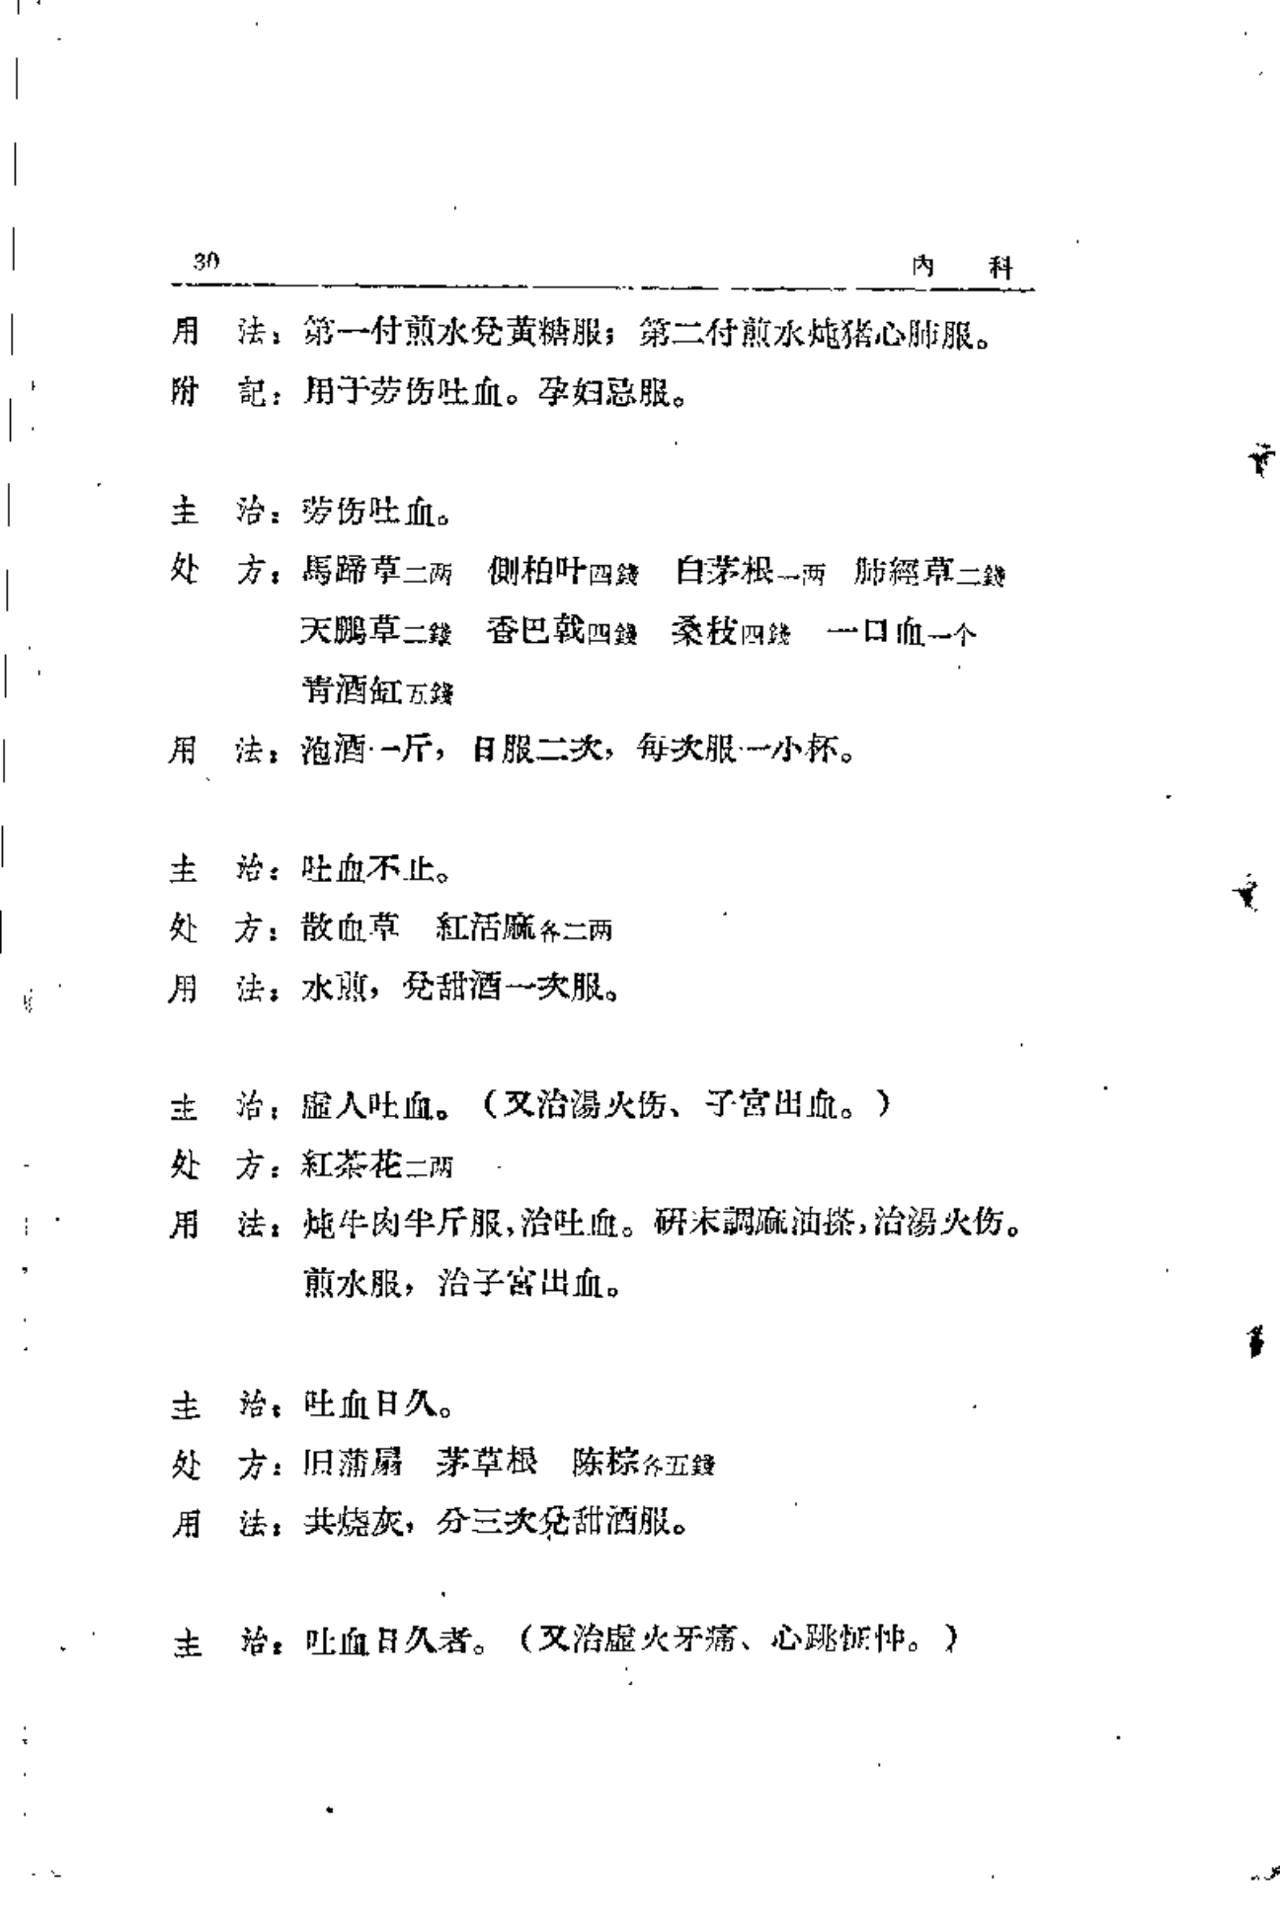 30 內 科
用 法：第一付煎水兌黃糖服；第二付煎水炖猪心肺服。
附 記：用于劳伤吐血。孕妇忌服。
主 治：劳伤吐血。
处 方：馬蹄草二两 側柏叶四錢 白茅根一两 肺經草二錢
天鵬草二錢 香巴戟四錢 桑枝四錢 一口血一个
青酒缸五錢
用 法：泡酒一斤，日服二次，每次服一小杯。
主 治：吐血不止。
处 方：散血草 紅活麻各二两
用 法：水煎，兌甜酒一次服。
主 治：虛人吐血。（又治湯火伤、子宮出血。）
处 方：紅茶花二两
用 法：炖牛肉半斤服，治吐血。研末調麻油搽，治湯火伤。
煎水服，治子宮出血。
主 治：吐血日久。
处 方：旧蒲扇 茅草根 陈棕各五錢
用 法：共烧灰，分三次兌甜酒服。
主 治：吐血日久者。（又治虛火牙痛、心跳怔忡。）